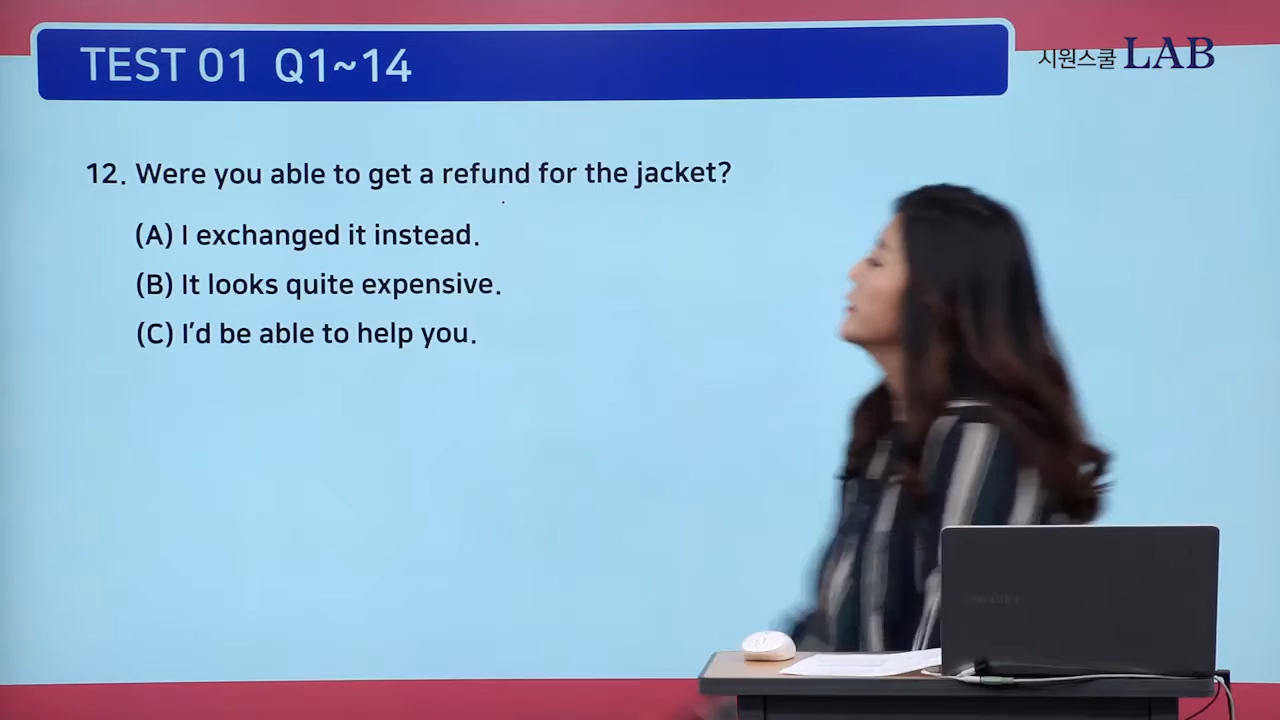 TEST 01 Q1~14
시원스쿨 LAB
12. Were you able to get a refund for the jacket?
(A) I exchanged it instead.
(B) It looks quite expensive.
(C) I'd be able to help you.